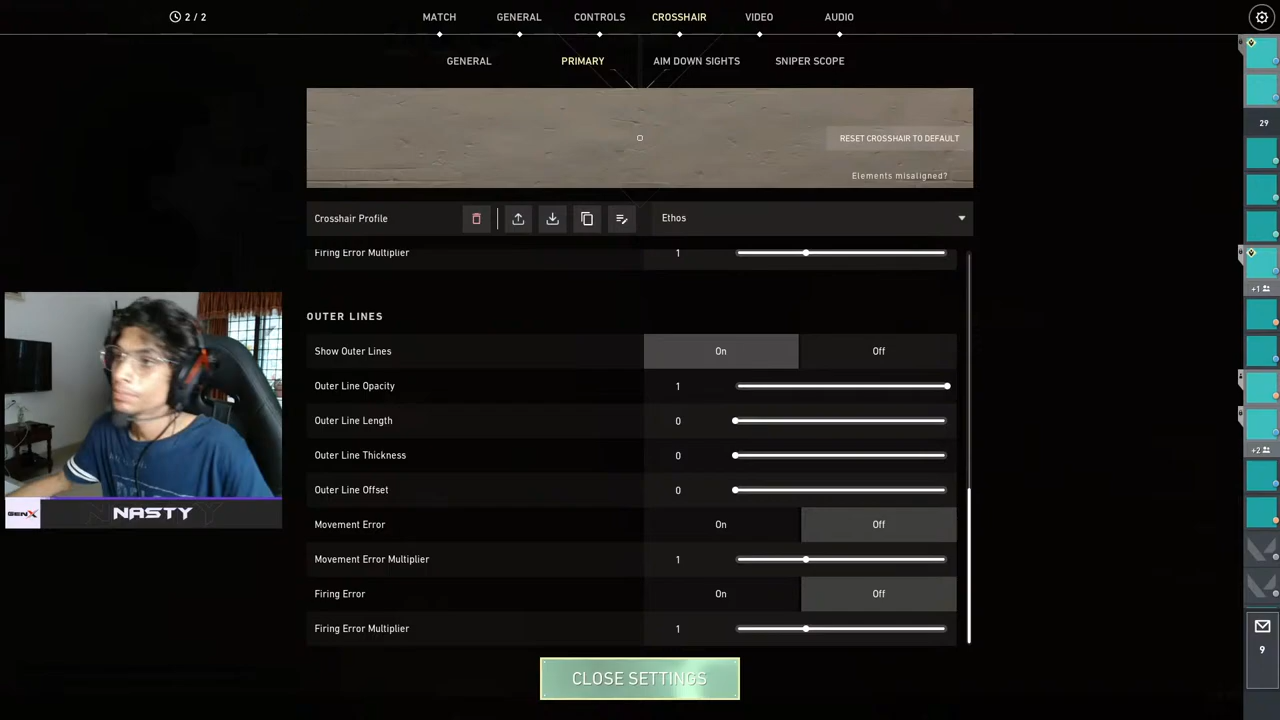 2 / 2
MATCH
GENERAL
CONTROLS
CROSSHAIR
VIDEO
AUDIO
GENERAL
PRIMARY
AIM DOWN SIGHTS
SNIPER SCOPE
RESET CROSSHAIR TO DEFAULT
Elements misaligned?
Crosshair Profile
Ethos
Firing Error Multiplier 1
OUTER LINES
Show Outer Lines On Off
Outer Line Opacity 1
Outer Line Length 0
Outer Line Thickness 0
Outer Line Offset 0
Movement Error On Off
Movement Error Multiplier 1
Firing Error On Off
Firing Error Multiplier 1
CLOSE SETTINGS
GENX
NASTY
29
+1
+2
9